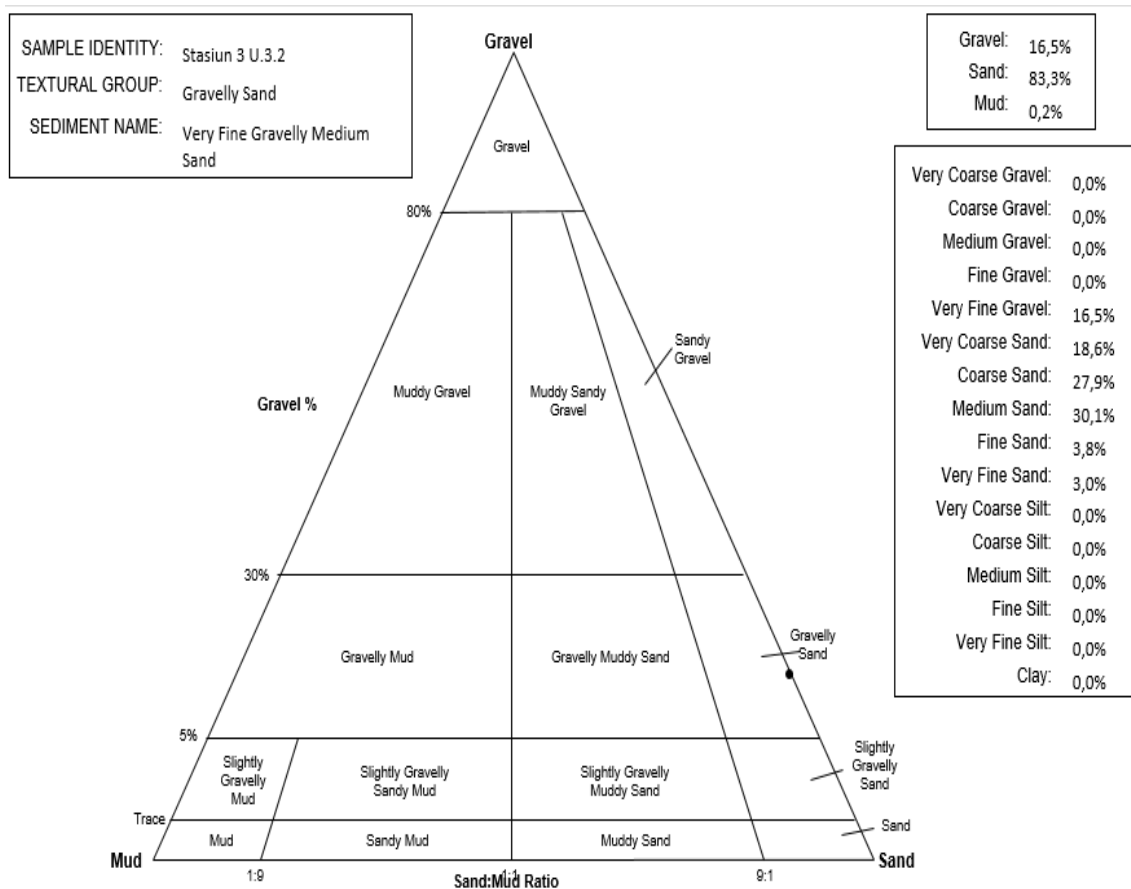 SAMPLE IDENTITY: Stasiun 3 U.3.2
TEXTURAL GROUP: Gravelly Sand
SEDIMENT NAME: Very Fine Gravelly Medium
Sand
Gravel: 16,5%
Sand: 83,3%
Mud: 0,2%
Very Coarse Gravel: 0,0%
Coarse Gravel: 0,0%
Medium Gravel: 0,0%
Fine Gravel: 0,0%
Very Fine Gravel: 16,5%
Very Coarse Sand: 18,6%
Coarse Sand: 27,9%
Medium Sand: 30,1%
Fine Sand: 3,8%
Very Fine Sand: 3,0%
Very Coarse Silt: 0,0%
Coarse Silt: 0,0%
Medium Silt: 0,0%
Fine Silt: 0,0%
Very Fine Silt: 0,0%
Clay: 0,0%
Gravel
Gravel
80%
Sandy
Gravel
Muddy Gravel
Muddy Sandy
Gravel
Gravel %
30%
Gravelly Mud
Gravelly Muddy Sand
Gravelly
Sand
5%
Slightly
Gravelly
Mud
Slightly Gravelly
Sandy Mud
Slightly Gravelly
Muddy Sand
Slightly
Gravelly
Sand
Trace
Mud
Sandy Mud
Muddy Sand
Sand
Mud
Sand
1:9
1:1
9:1
Sand:Mud Ratio